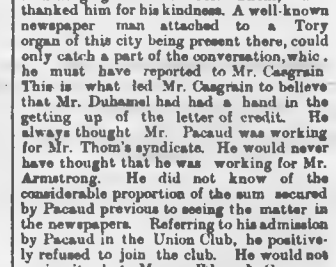 thanked him for his kindness. A well-known
newspaper man attached to a Tory
organ of this city being present there, could
only catch a part of the conversation, whic.
he must have reported to Mr. Casgrain
This is what led Mr. Casgrain to believe
that Mr. Duhamel had had a hand in the
getting up of the letter of credit. He
always thought Mr. Pacaud was working
for Mr. Thom's syndicate. He would never
have thought that he was working for Mr.
Armstrong. He did not know of the
considerable proportion of the sum secured
by Pacaud previous to seeing the matter in
the newspapers. Referring to his admission
by Pacaud in the Union Club, he positive-
ly refused to join the club. He would not